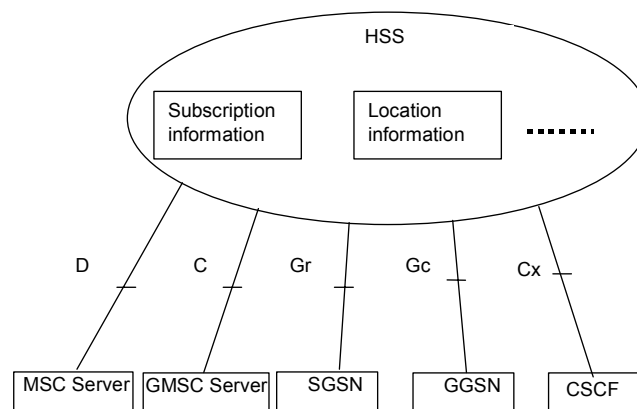 HSS
Subscription
information
Location
information
D
C
Gr
Gc
Cx
MSC Server
GMSC Server
SGSN
GGSN
CSCF